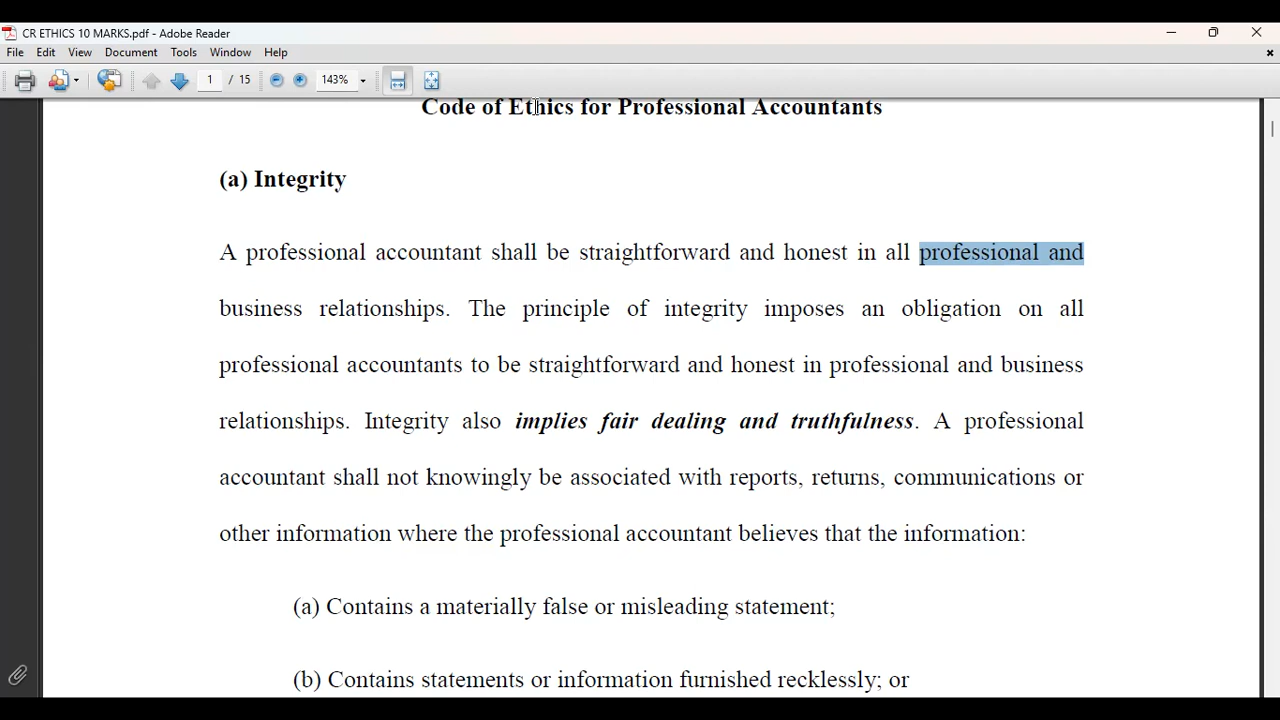 CR ETHICS 10 MARKS.pdf - Adobe Reader
File Edit View Document Tools Window Help
1 / 15 143%
Code of Ethics for Professional Accountants
(a) Integrity
A professional accountant shall be straightforward and honest in all professional and
business relationships. The principle of integrity imposes an obligation on all
professional accountants to be straightforward and honest in professional and business
relationships. Integrity also implies fair dealing and truthfulness. A professional
accountant shall not knowingly be associated with reports, returns, communications or
other information where the professional accountant believes that the information:
(a) Contains a materially false or misleading statement;
(b) Contains statements or information furnished recklessly; or